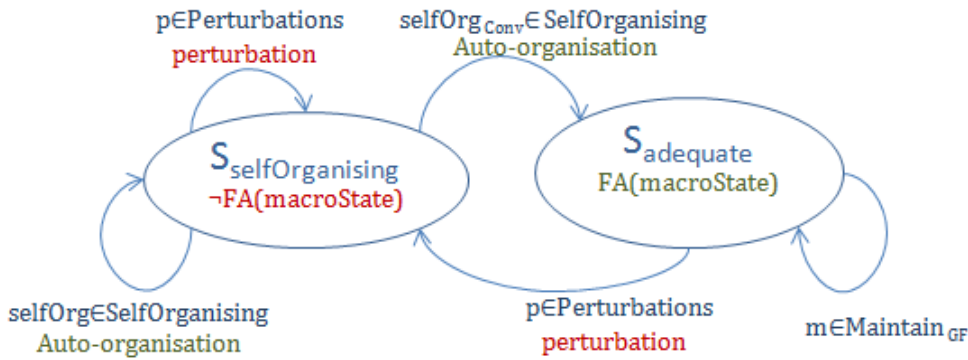 p∈Perturbations
perturbation
selfOrg Conv∈SelfOrganising
Auto-organisation
S selfOrganising
¬FA(macroState)
S adequate
FA(macroState)
selfOrg∈SelfOrganising
Auto-organisation
p∈Perturbations
perturbation
m∈Maintain GF